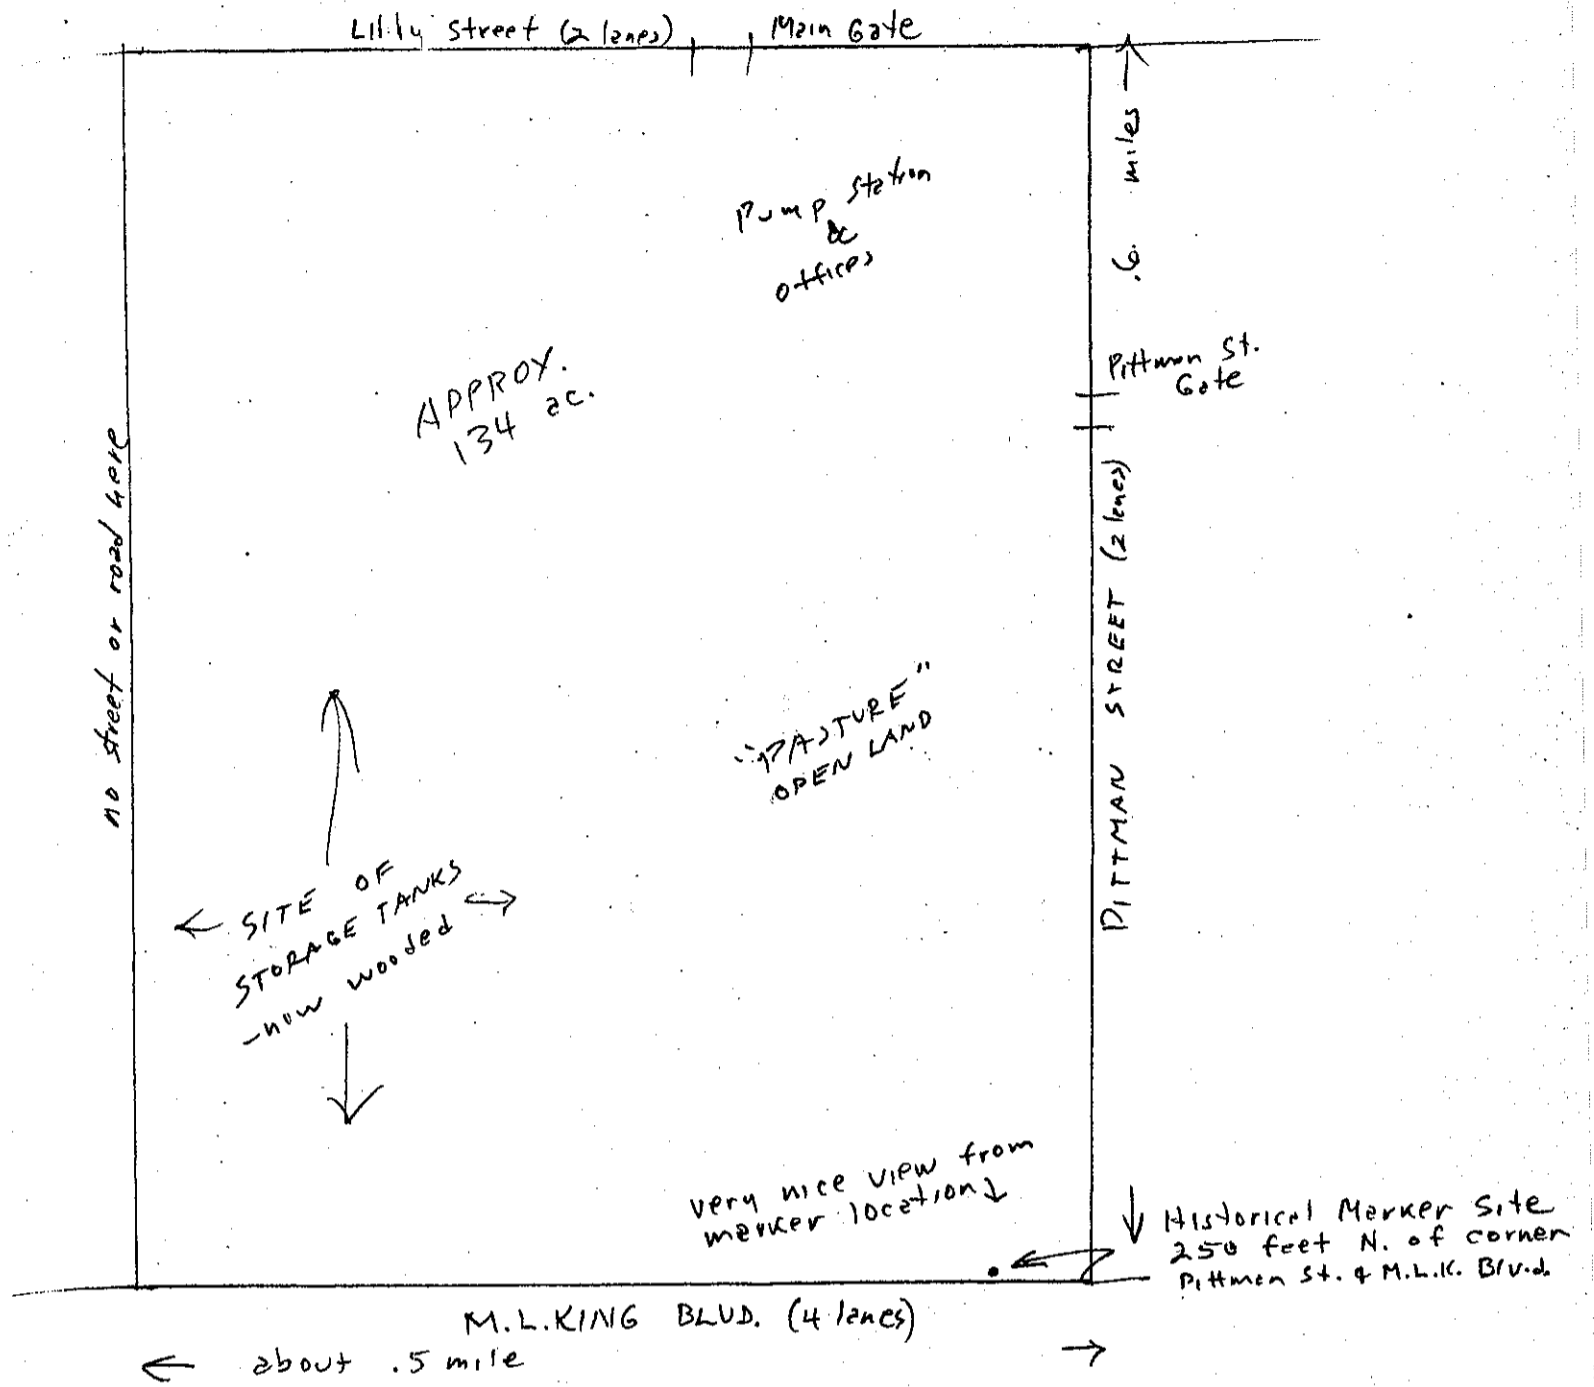 Lilly Street (2 lanes)
Main Gate
.6 miles
Pump Station
&
offices
Pittman St.
Gate
APPROX.
134 ac.
no street or road here
PITTMAN STREET (2 lanes)
"PASTURE"
OPEN LAND
SITE OF
STORAGE TANKS
-now wooded
very nice view from
marker location
Historical Marker Site
250 feet N. of corner
Pittman St. & M.L.K. Blvd.
M.L.KING BLVD. (4 lanes)
about .5 mile